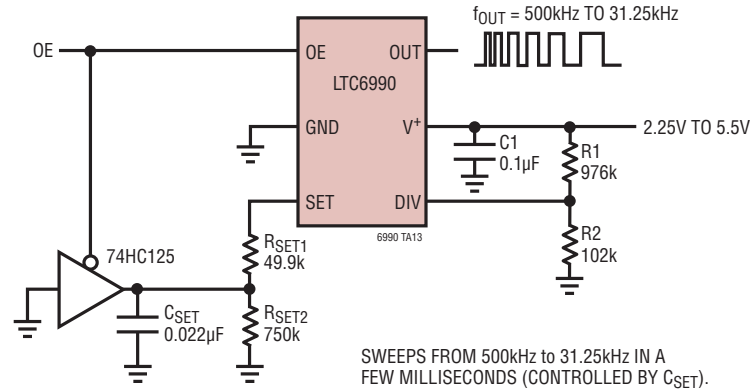 fOUT = 500kHz TO 31.25kHz
OE
OE
OUT
LTC6990
GND
V+
2.25V TO 5.5V
C1
0.1µF
R1
976k
SET
DIV
6990 TA13
R2
102k
74HC125
RSET1
49.9k
CSET
0.022µF
RSET2
750k
SWEEPS FROM 500kHz to 31.25kHz IN A
FEW MILLISECONDS (CONTROLLED BY CSET).